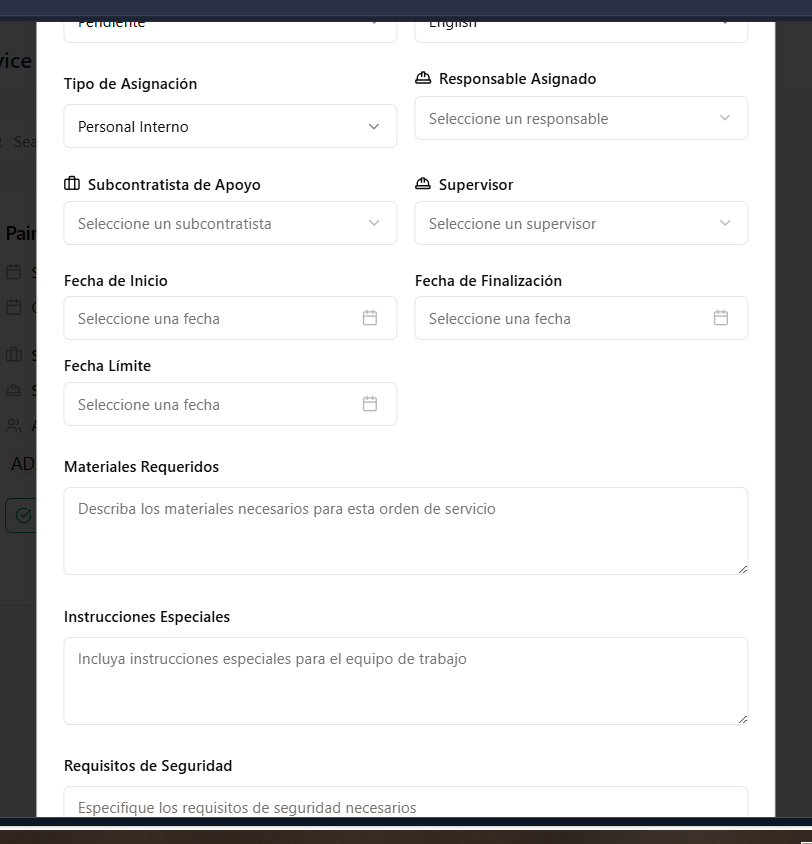 Pendiente
English
vice
Tipo de Asignación
Responsable Asignado
Personal Interno
Seleccione un responsable
Sea
Subcontratista de Apoyo
Supervisor
Seleccione un subcontratista
Seleccione un supervisor
Pain
Fecha de Inicio
Fecha de Finalización
Seleccione una fecha
Seleccione una fecha
Fecha Límite
Seleccione una fecha
AD
Materiales Requeridos
Describa los materiales necesarios para esta orden de servicio
Instrucciones Especiales
Incluya instrucciones especiales para el equipo de trabajo
Requisitos de Seguridad
Especifique los requisitos de seguridad necesarios